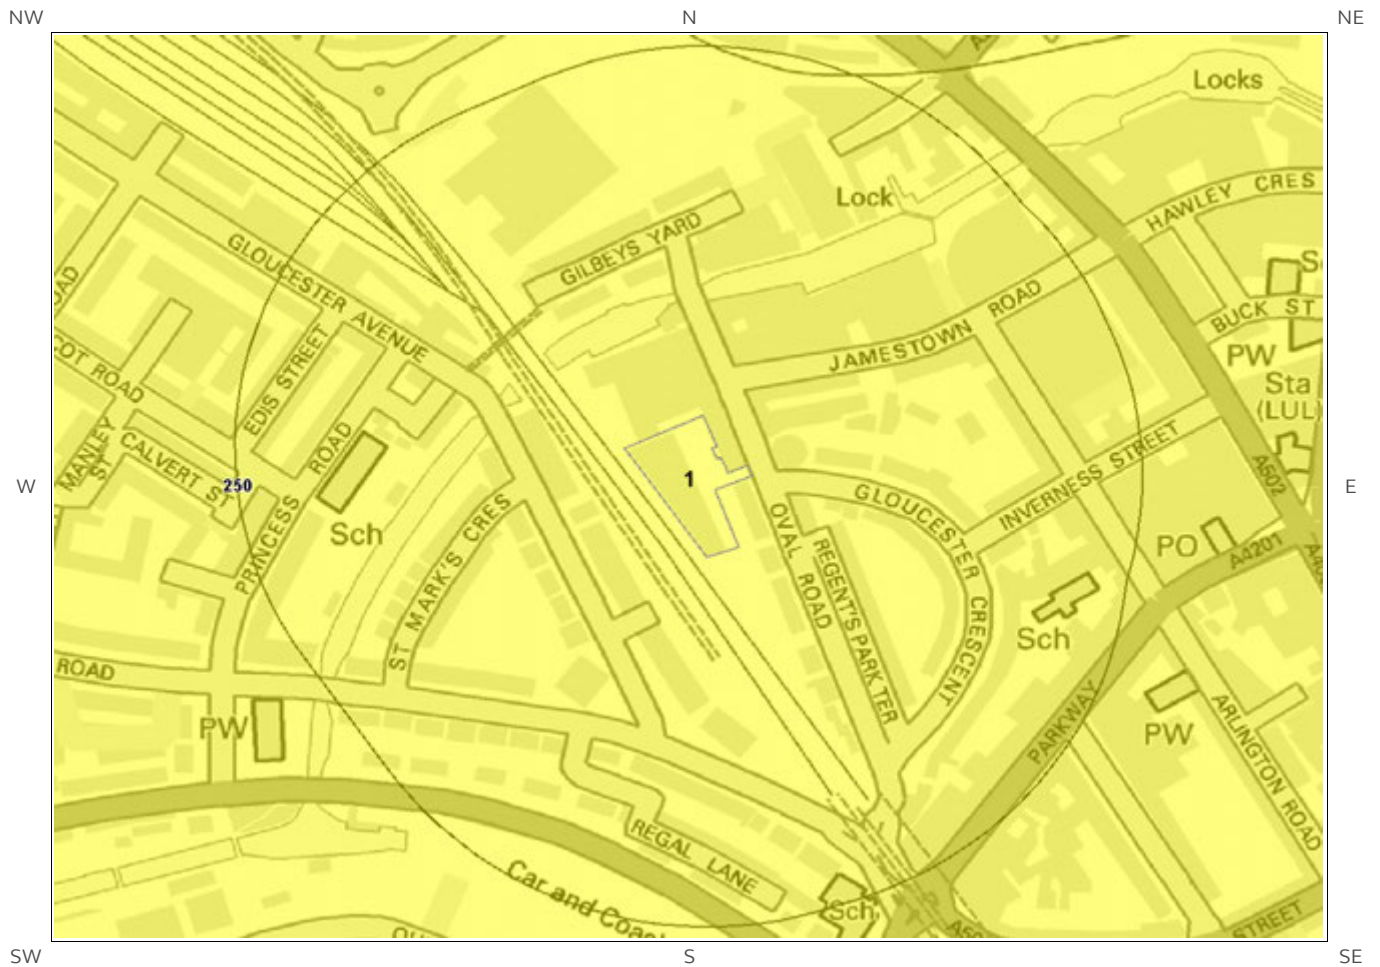 NW
N
NE
Locks
Lock
HAWLEY CRES
GILBEYS YARD
GLOUCESTER AVENUE
JAMESTOWN ROAD
BUCK ST
PW
Sta
(LUL)
EDIS STREET
ROAD
MANLEY
ST
CALVERT ST
W
250
1
E
Sch
PRINCESS
ST MARK'S CRES
OVAL ROAD
REGENT'S PARK TER
GLOUCESTER CRESCENT
INVERNESS STREET
A502
PO
A4201
Sch
ROAD
PW
PARKWAY
PW
ARLINGTON ROAD
REGAL LANE
Car and Coac
Sch
STREET
SW
S
SE